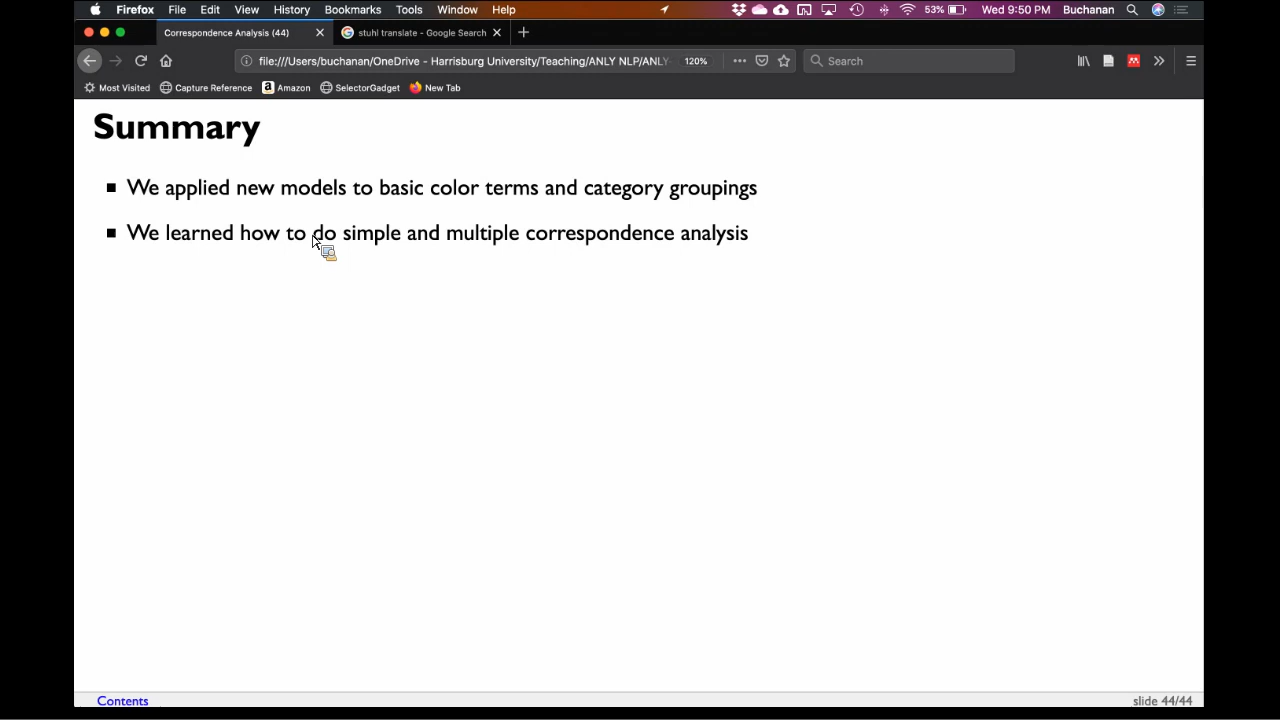 Firefox File Edit View History Bookmarks Tools Window Help 53% Wed 9:50 PM Buchanan
Correspondence Analysis (44) stuhl translate - Google Search
file:///Users/buchanan/OneDrive - Harrisburg University/Teaching/ANLY NLP/ANLY- 120% Search
Most Visited Capture Reference Amazon SelectorGadget New Tab
Summary
We applied new models to basic color terms and category groupings
We learned how to do simple and multiple correspondence analysis
Contents slide 44/44